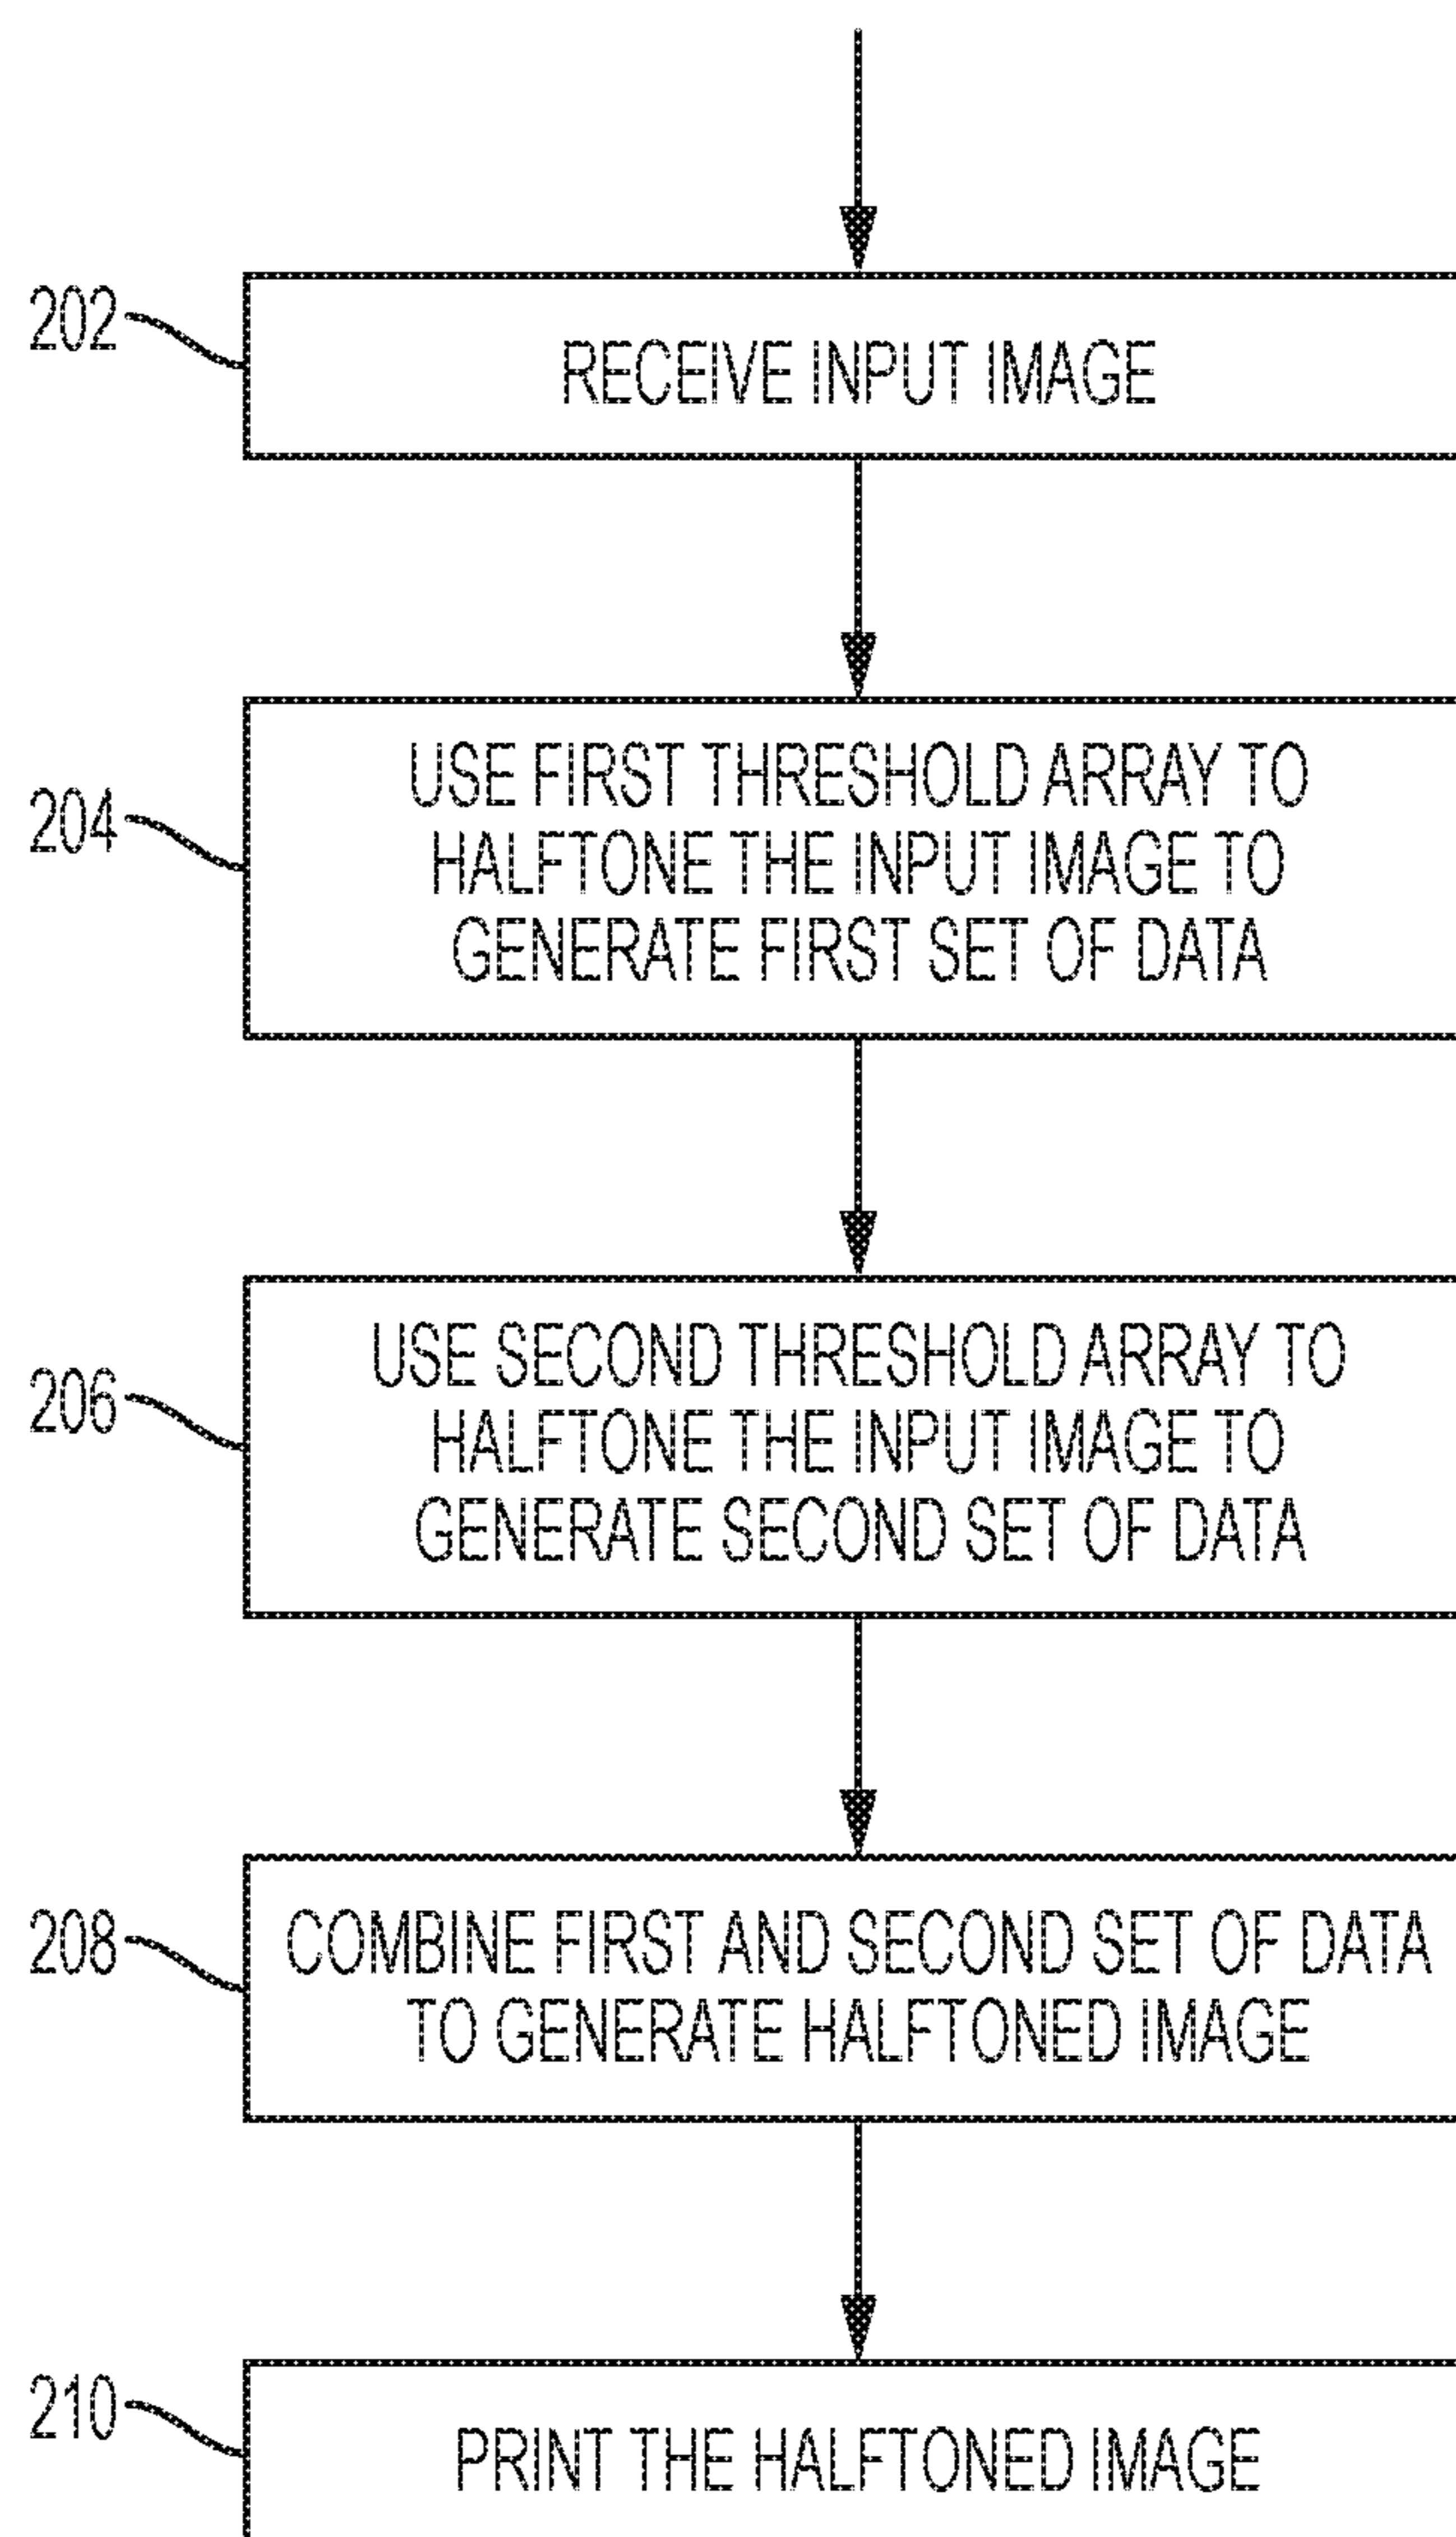 202
RECEIVE INPUT IMAGE
204
USE FIRST THRESHOLD ARRAY TO
HALFTONE THE INPUT IMAGE TO
GENERATE FIRST SET OF DATA
206
USE SECOND THRESHOLD ARRAY TO
HALFTONE THE INPUT IMAGE TO
GENERATE SECOND SET OF DATA
208
COMBINE FIRST AND SECOND SET OF DATA
TO GENERATE HALFTONED IMAGE
210
PRINT THE HALFTONED IMAGE